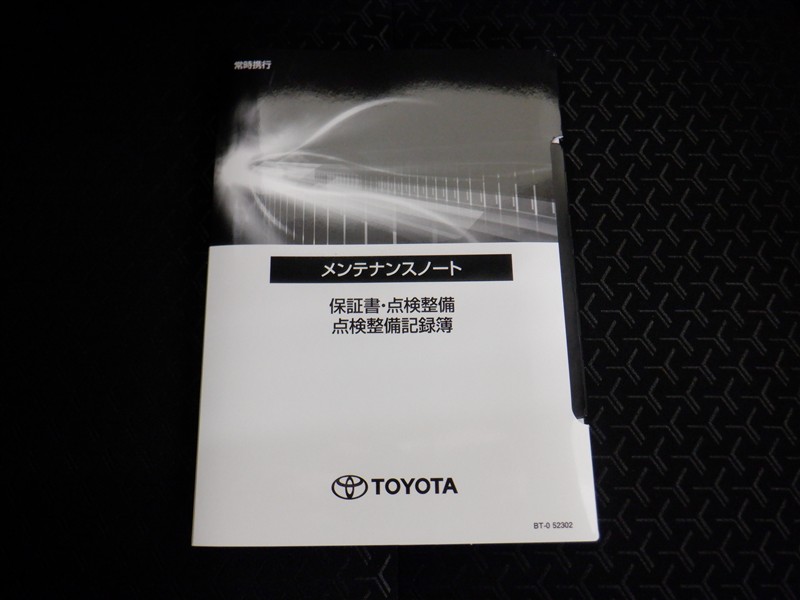 常時携行
メンテナンスノート
保証書・点検整備
点検整備記録簿
TOYOTA
BT-0 52302